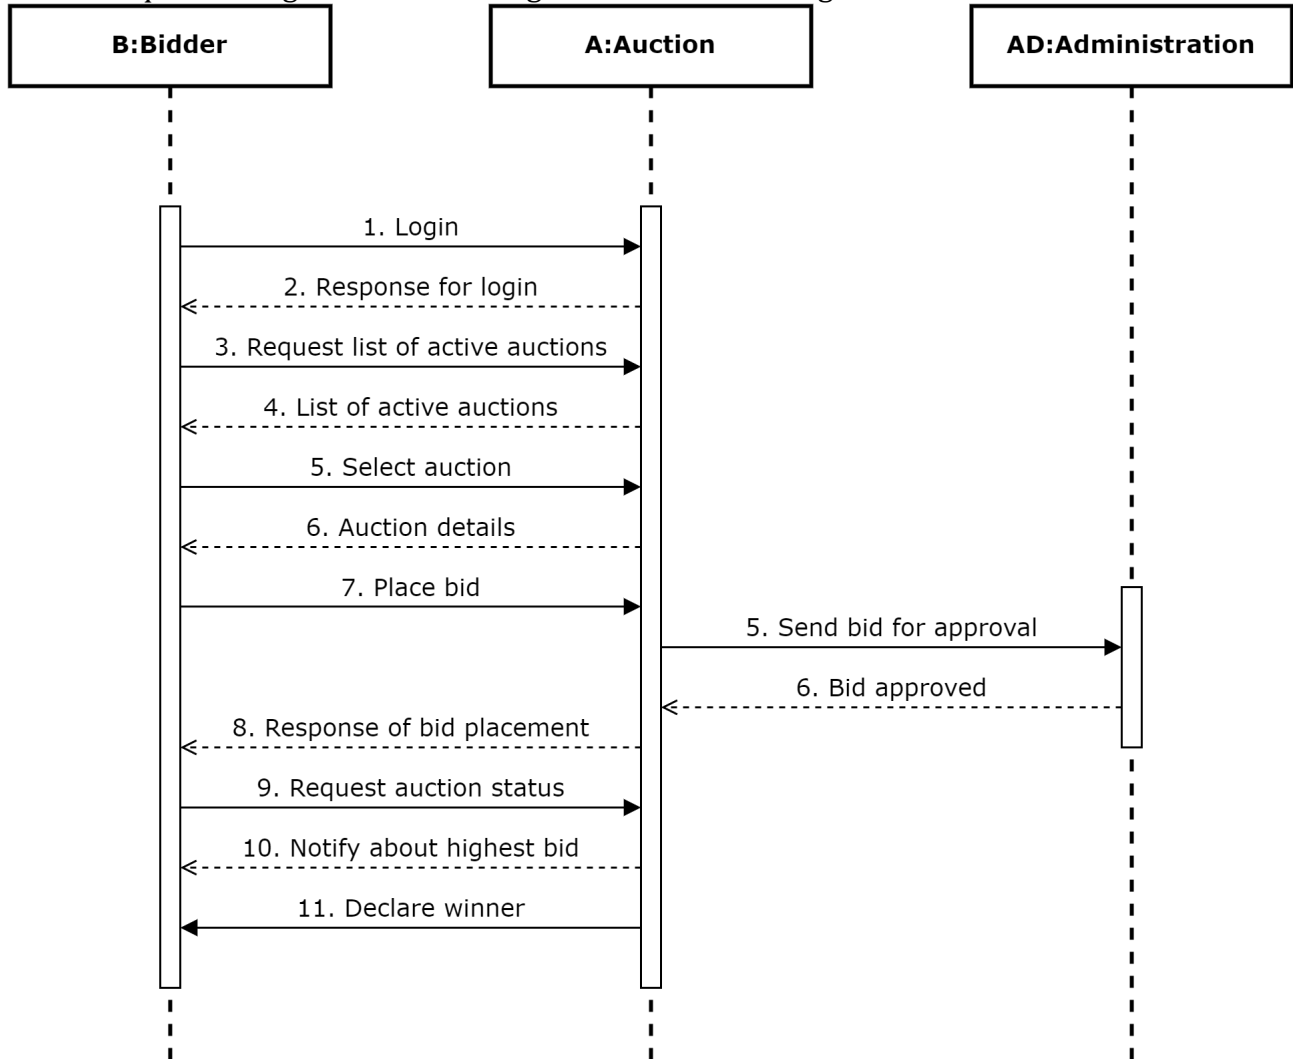 B:Bidder
A:Auction
AD:Administration
1. Login
2. Response for login
3. Request list of active auctions
4. List of active auctions
5. Select auction
6. Auction details
7. Place bid
5. Send bid for approval
6. Bid approved
8. Response of bid placement
9. Request auction status
10. Notify about highest bid
11. Declare winner